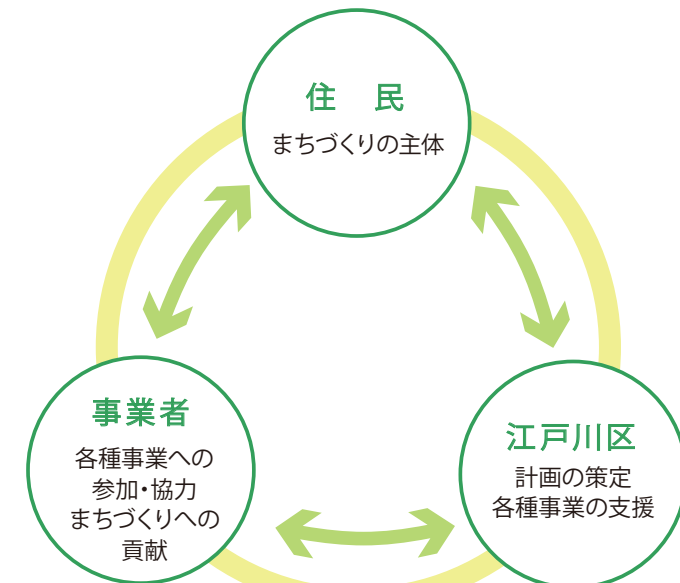 住　民
まちづくりの主体
事業者
各種事業への
参加・協力
まちづくりへの
貢献
江戸川区
計画の策定
各種事業の支援